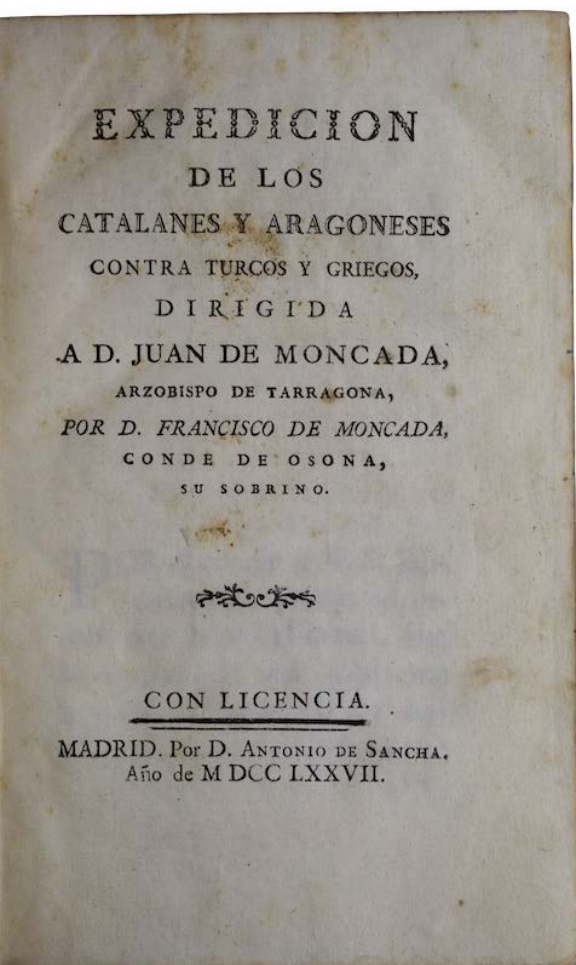 EXPEDICION
DE LOS
CATALANES Y ARAGONESES
CONTRA TURCOS Y GRIEGOS,
DIRIGIDA
A D. JUAN DE MONCADA,
ARZOBISPO DE TARRAGONA,
POR D. FRANCISCO DE MONCADA,
CONDE DE OSONA,
SU SOBRINO.
CON LICENCIA.
MADRID. Por D. ANTONIO DE SANCHA.
Año de M DCC LXXVII.